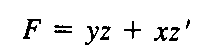 F = yz + xz'